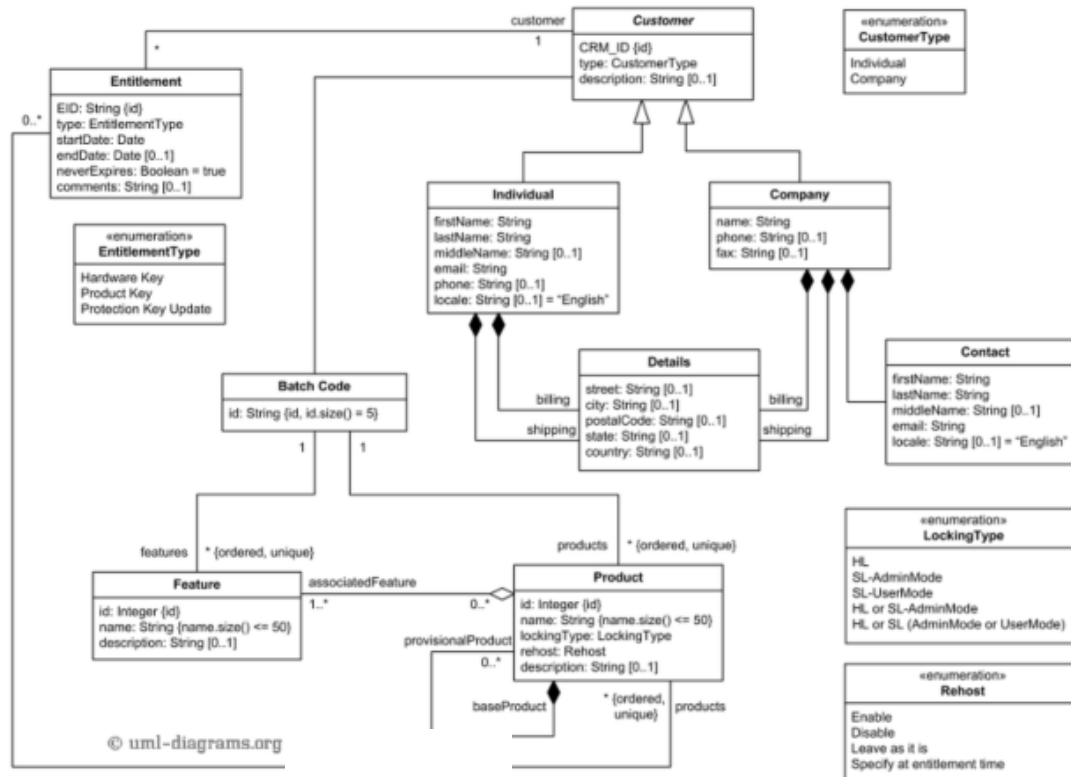 customer
1
*
Customer
CRM_ID {id}
type: CustomerType
description: String [0..1]
«enumeration»
CustomerType
Individual
Company
Entitlement
EID: String {id}
type: EntitlementType
startDate: Date
endDate: Date [0..1]
neverExpires: Boolean = true
comments: String [0..1]
0..*
«enumeration»
EntitlementType
Hardware Key
Product Key
Protection Key Update
Individual
firstName: String
lastName: String
middleName: String [0..1]
email: String
phone: String [0..1]
locale: String [0..1] = “English”
Company
name: String
phone: String [0..1]
fax: String [0..1]
Details
street: String [0..1]
city: String [0..1]
postalCode: String [0..1]
state: String [0..1]
country: String [0..1]
billing
shipping
billing
shipping
Contact
firstName: String
lastName: String
middleName: String [0..1]
email: String
locale: String [0..1] = “English”
Batch Code
id: String {id, id.size() = 5}
1
1
features
* {ordered, unique}
products
* {ordered, unique}
Feature
id: Integer {id}
name: String {name.size() <= 50}
description: String [0..1]
associatedFeature
1..*
0..*
Product
id: Integer {id}
name: String {name.size() <= 50}
lockingType: LockingType
rehost: Rehost
description: String [0..1]
provisionalProduct
0..*
baseProduct
* {ordered,
unique}
products
«enumeration»
LockingType
HL
SL-AdminMode
SL-UserMode
HL or SL-AdminMode
HL or SL (AdminMode or UserMode)
«enumeration»
Rehost
Enable
Disable
Leave as it is
Specify at entitlement time
© uml-diagrams.org